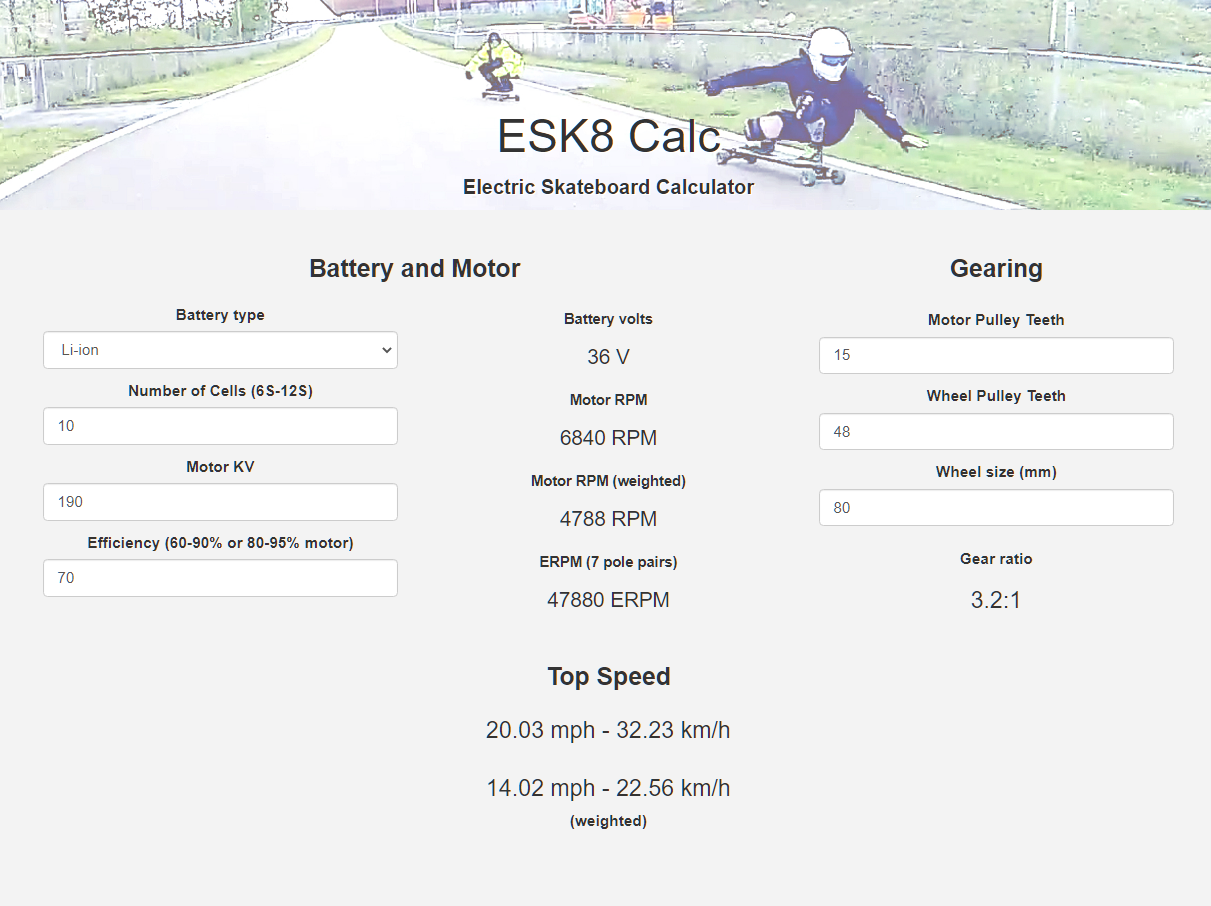 ESK8 Calc
Electric Skateboard Calculator
Battery and Motor
Battery type
Li-ion
Number of Cells (6S-12S)
10
Motor KV
190
Efficiency (60-90% or 80-95% motor)
70
Battery volts
36 V
Motor RPM
6840 RPM
Motor RPM (weighted)
4788 RPM
ERPM (7 pole pairs)
47880 ERPM
Gearing
Motor Pulley Teeth
15
Wheel Pulley Teeth
48
Wheel size (mm)
80
Gear ratio
3.2:1
Top Speed
20.03 mph - 32.23 km/h
14.02 mph - 22.56 km/h
(weighted)